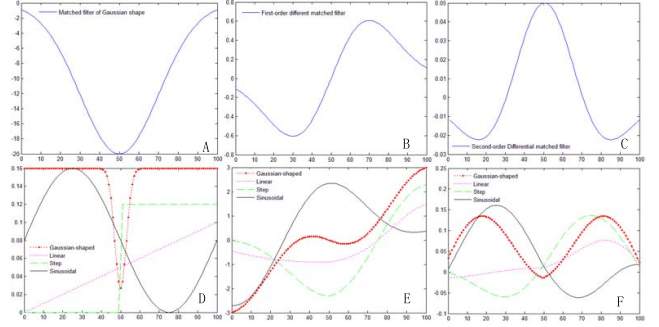 0
-2
-4
-6
-8
-10
-12
-14
-16
-18
-20
Matched filter of Gaussian shape
A
0 10 20 30 40 50 60 70 80 90 100
0.8
0.6
0.4
0.2
0
-0.2
-0.4
-0.6
-0.8
First-order different matched filter
B
0 10 20 30 40 50 60 70 80 90 100
0.05
0.04
0.03
0.02
0.01
0
-0.01
-0.02
-0.03
Second-order Differential matched filter
C
0 10 20 30 40 50 60 70 80 90 100
0.16
0.14
0.12
0.1
0.08
0.06
0.04
0.02
0
Gaussian-shaped
Linear
Step
Sinusoidal
D
0 10 20 30 40 50 60 70 80 90 100
3
2
1
0
-1
-2
-3
Gaussian-shaped
Linear
Step
Sinusoidal
E
0 10 20 30 40 50 60 70 80 90 100
0.25
0.2
0.15
0.1
0.05
0
-0.05
-0.1
Gaussian-shaped
Linear
Step
Sinusoidal
F
0 10 20 30 40 50 60 70 80 90 100